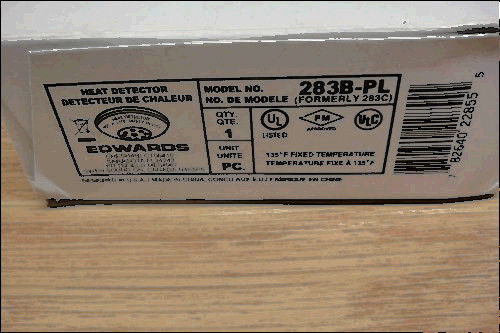 HEAT DETECTOR
DETECTEUR DE CHALEUR
EDWARDS
MODEL NO.
NO. DE MODELE
283B-PL
(FORMERLY 283C)
QTY.
QTE.
1
UNIT
UNITE
PC.
UL
LISTED
FM
APPROVED
ULC
135°F FIXED TEMPERATURE
TEMPERATURE FIXE À 135°F
7 82640 22855 5